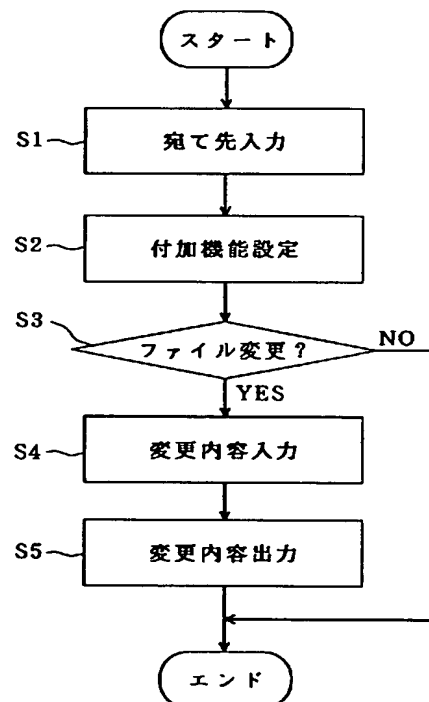 スタート
S1
宛て先入力
S2
付加機能設定
S3
ファイル変更？
NO
YES
S4
変更内容入力
S5
変更内容出力
エンド